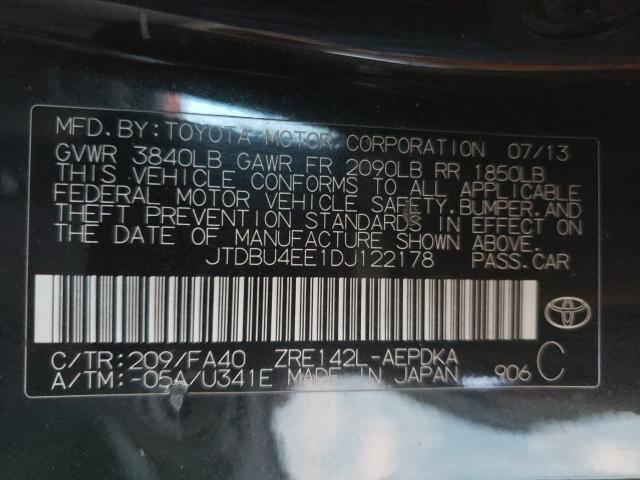 MFD. BY: TOYOTA MOTOR CORPORATION 07/13
GVWR 3840LB GAWR FR 2090LB RR 1850LB
THIS VEHICLE CONFORMS TO ALL APPLICABLE
FEDERAL MOTOR VEHICLE SAFETY, BUMPER, AND
THEFT PREVENTION STANDARDS IN EFFECT ON
THE DATE OF MANUFACTURE SHOWN ABOVE.
JTDBU4EE1DJ122178 PASS. CAR
C/TR: 209/FA40 ZRE142L-AEPDKA
A/TM: -05A/U341E MADE IN JAPAN 906 C